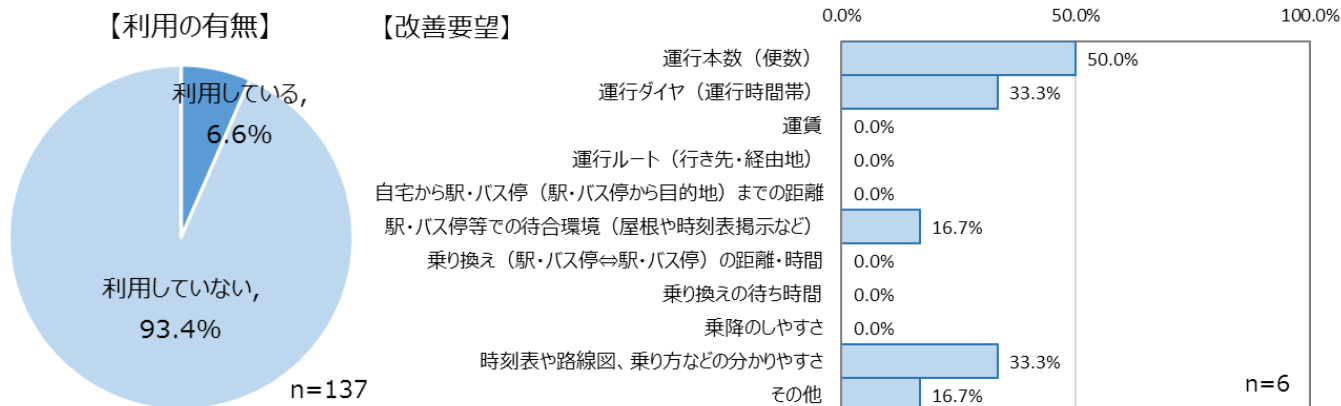 【利用の有無】
利用している,
6.6%
利用していない,
93.4%
n=137
【改善要望】
0.0% 50.0% 100.0%
運行本数（便数） 50.0%
運行ダイヤ（運行時間帯） 33.3%
運賃 0.0%
運行ルート（行き先・経由地） 0.0%
自宅から駅・バス停（駅・バス停から目的地）までの距離 0.0%
駅・バス停等での待合環境（屋根や時刻表掲示など） 16.7%
乗り換え（駅・バス停⇔駅・バス停）の距離・時間 0.0%
乗り換えの待ち時間 0.0%
乗降のしやすさ 0.0%
時刻表や路線図、乗り方などの分かりやすさ 33.3%
その他 16.7%
n=6